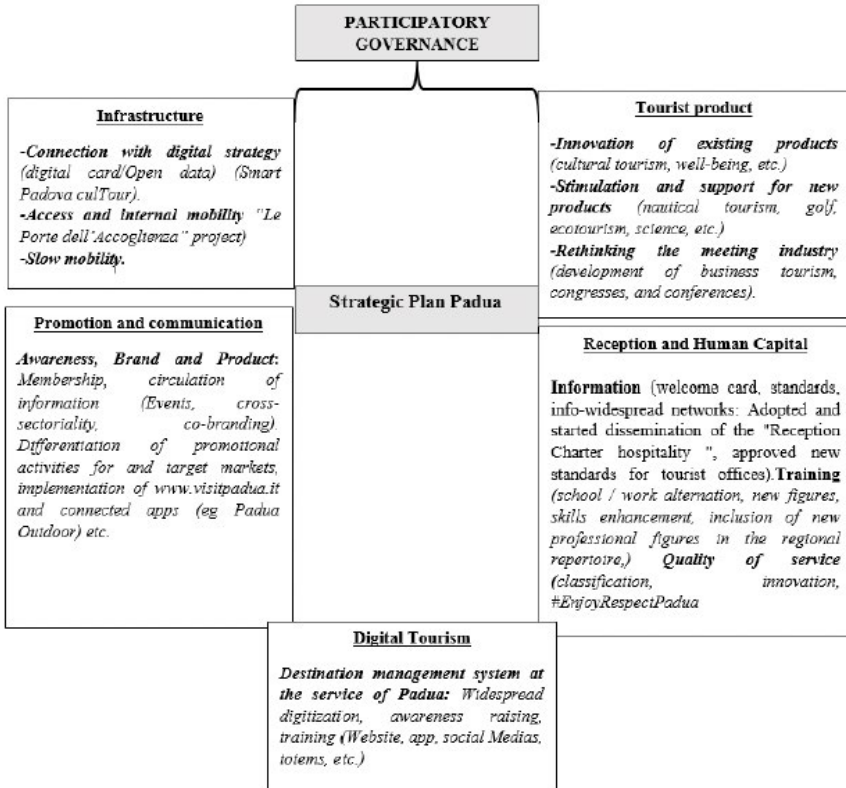 PARTICIPATORY
GOVERNANCE
Infrastructure
-Connection with digital strategy
(digital card/Open data) (Smart
Padova culTour).
-Access and internal mobility "Le
Porte dell'Accoglienza" project)
-Slow mobility.
Tourist product
-Innovation of existing products
(cultural tourism, well-being, etc.)
-Stimulation and support for new
products (nautical tourism, golf,
ecotourism, science, etc.)
-Rethinking the meeting industry
(development of business tourism,
congresses, and conferences).
Strategic Plan Padua
Promotion and communication
Awareness, Brand and Product:
Membership, circulation of
information (Events, cross-
sectoriality, co-branding).
Differentiation of promotional
activities for and target markets,
implementation of www.visitpadua.it
and connected apps (eg Padua
Outdoor) etc.
Reception and Human Capital
Information (welcome card, standards,
info-widespread networks: Adopted and
started dissemination of the "Reception
Charter hospitality ", approved new
standards for tourist offices).Training
(school / work alternation, new figures,
skills enhancement, inclusion of new
professional figures in the regional
repertoire,) Quality of service
(classification, innovation,
#EnjoyRespectPadua
Digital Tourism
Destination management system at
the service of Padua: Widespread
digitization, awareness raising,
training (Website, app, social Medias,
totems, etc.)